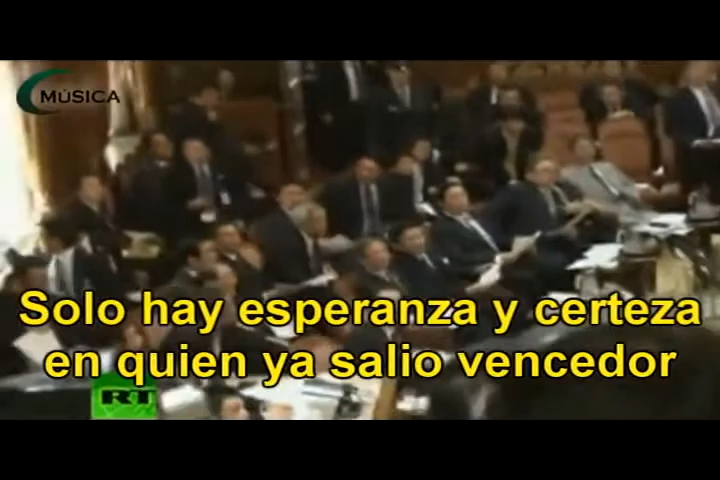 MÚSICA
Solo hay esperanza y certeza
en quien ya salio vencedor
RT